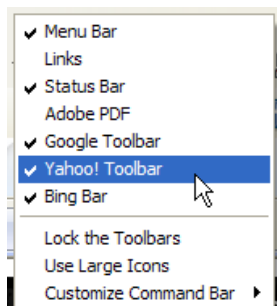 Menu Bar
Links
Status Bar
Adobe PDF
Google Toolbar
Yahoo! Toolbar
Bing Bar
Lock the Toolbars
Use Large Icons
Customize Command Bar